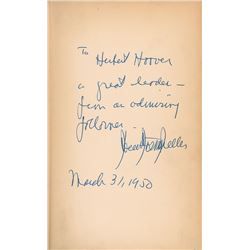 To Herbert Hoover
a great leader –
from an admiring
follower –
March 31, 1950